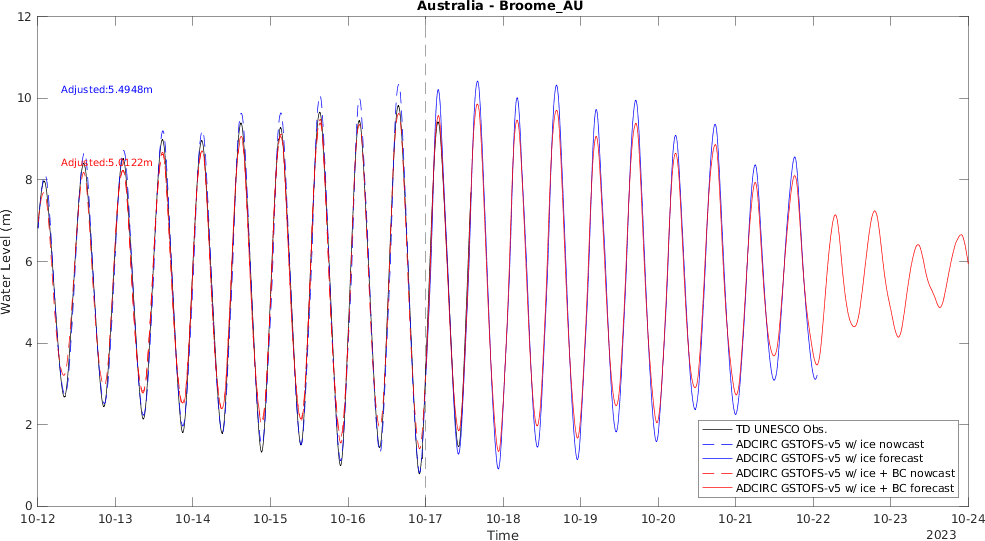 Australia - Broome_AU
Water Level (m)
12
10
8
6
4
2
0
Adjusted:5.4948m
Adjusted:5.0122m
TD UNESCO Obs.
ADCIRC GSTOFS-v5 w/ ice nowcast
ADCIRC GSTOFS-v5 w/ ice forecast
ADCIRC GSTOFS-v5 w/ ice + BC nowcast
ADCIRC GSTOFS-v5 w/ ice + BC forecast
10-12 10-13 10-14 10-15 10-16 10-17 10-18 10-19 10-20 10-21 10-22 10-23 10-24
Time
2023